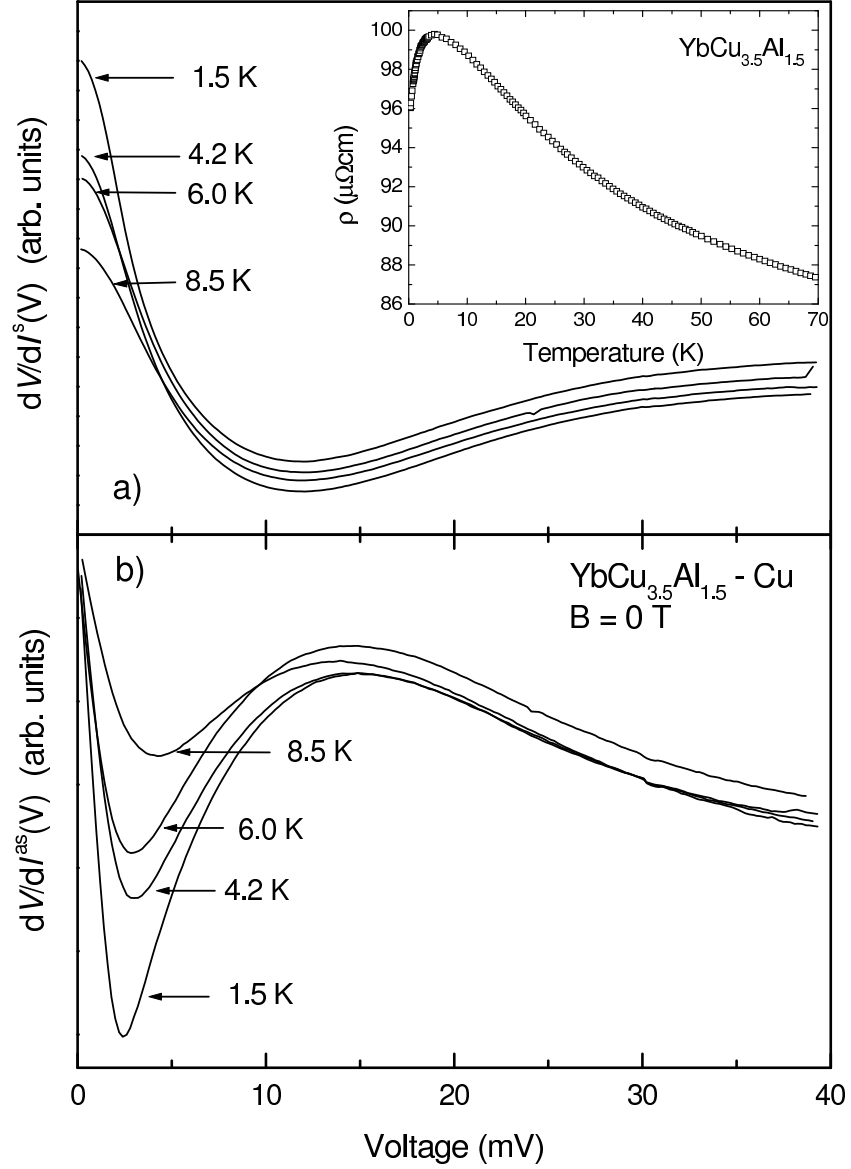 dV/dI^s(V) (arb. units)
1.5 K
4.2 K
6.0 K
8.5 K
a)
ρ (μΩcm)
100
98
96
94
92
90
88
86
YbCu₃.₅Al₁.₅
0 10 20 30 40 50 60 70
Temperature (K)
dV/dI^as(V) (arb. units)
b)
YbCu₃.₅Al₁.₅ - Cu
B = 0 T
8.5 K
6.0 K
4.2 K
1.5 K
0 10 20 30 40
Voltage (mV)